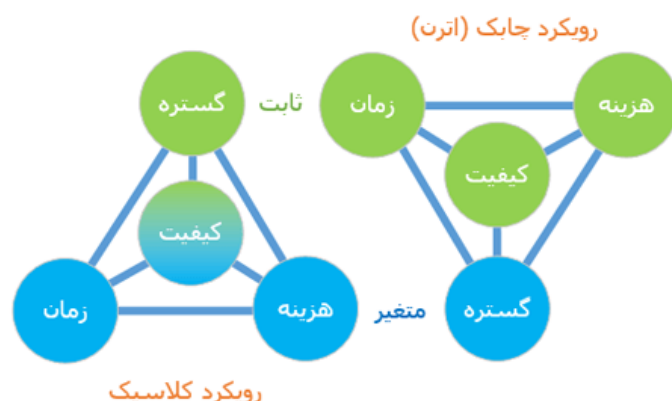 رویکرد چابک (اترن)
هزینه
زمان
ثابت
گستره
کیفیت
کیفیت
گستره
متغیر
هزینه
زمان
رویکرد کلاسیک